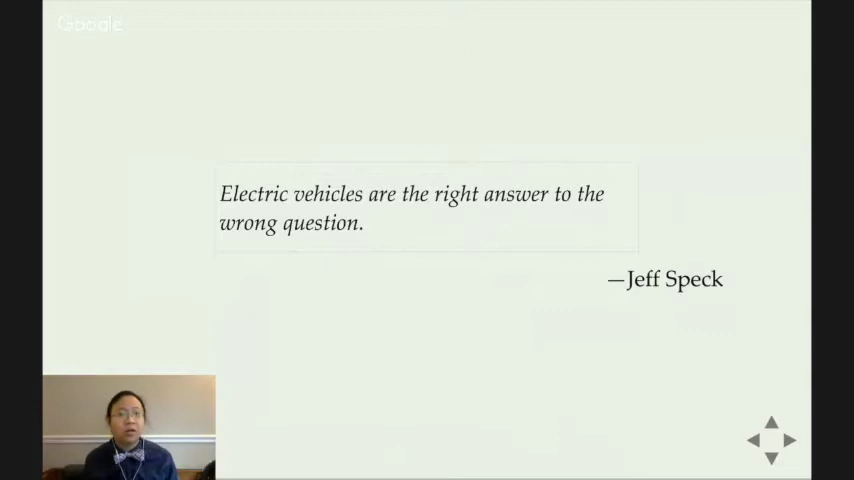 Google
Electric vehicles are the right answer to the
wrong question.
—Jeff Speck